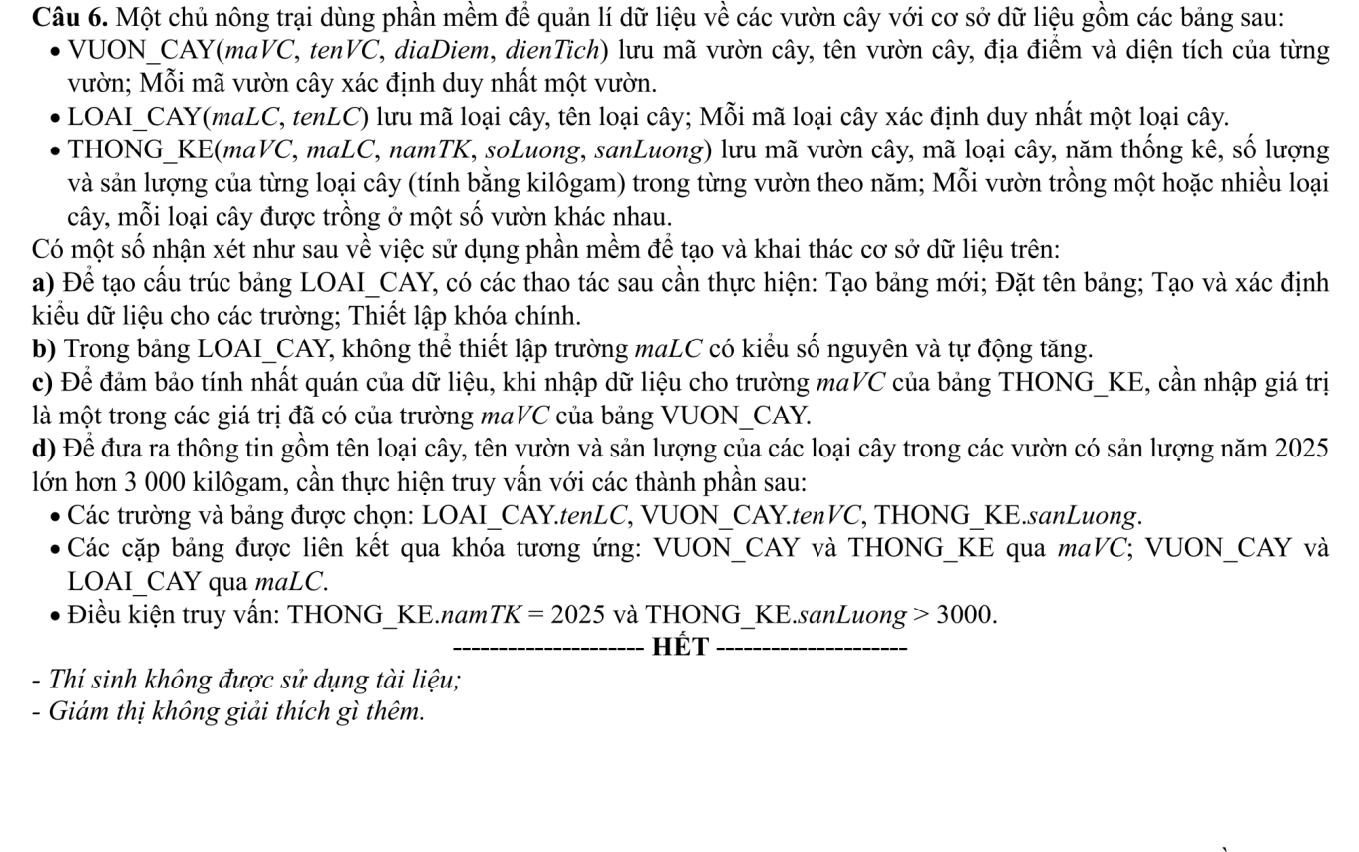 Câu 6. Một chủ nông trại dùng phần mềm để quản lí dữ liệu về các vườn cây với cơ sở dữ liệu gồm các bảng sau:
• VUON_CAY(maVC, tenVC, diaDiem, dienTich) lưu mã vườn cây, tên vườn cây, địa điểm và diện tích của từng
vườn; Mỗi mã vườn cây xác định duy nhất một vườn.
• LOAI_CAY(maLC, tenLC) lưu mã loại cây, tên loại cây; Mỗi mã loại cây xác định duy nhất một loại cây.
• THONG_KE(maVC, maLC, namTK, soLuong, sanLuong) lưu mã vườn cây, mã loại cây, năm thống kê, số lượng
và sản lượng của từng loại cây (tính bằng kilôgam) trong từng vườn theo năm; Mỗi vườn trồng một hoặc nhiều loại
cây, mỗi loại cây được trồng ở một số vườn khác nhau.
Có một số nhận xét như sau về việc sử dụng phần mềm để tạo và khai thác cơ sở dữ liệu trên:
a) Để tạo cấu trúc bảng LOAI_CAY, có các thao tác sau cần thực hiện: Tạo bảng mới; Đặt tên bảng; Tạo và xác định
kiểu dữ liệu cho các trường; Thiết lập khóa chính.
b) Trong bảng LOAI_CAY, không thể thiết lập trường maLC có kiểu số nguyên và tự động tăng.
c) Để đảm bảo tính nhất quán của dữ liệu, khi nhập dữ liệu cho trường maVC của bảng THONG_KE, cần nhập giá trị
là một trong các giá trị đã có của trường maVC của bảng VUON_CAY.
d) Để đưa ra thông tin gồm tên loại cây, tên vườn và sản lượng của các loại cây trong các vườn có sản lượng năm 2025
lớn hơn 3 000 kilôgam, cần thực hiện truy vấn với các thành phần sau:
• Các trường và bảng được chọn: LOAI_CAY.tenLC, VUON_CAY.tenVC, THONG_KE.sanLuong.
• Các cặp bảng được liên kết qua khóa tương ứng: VUON_CAY và THONG_KE qua maVC; VUON_CAY và
LOAI_CAY qua maLC.
• Điều kiện truy vấn: THONG_KE.namTK = 2025 và THONG_KE.sanLuong > 3000.
--------------------- HẾT ---------------------
- Thí sinh không được sử dụng tài liệu;
- Giám thị không giải thích gì thêm.